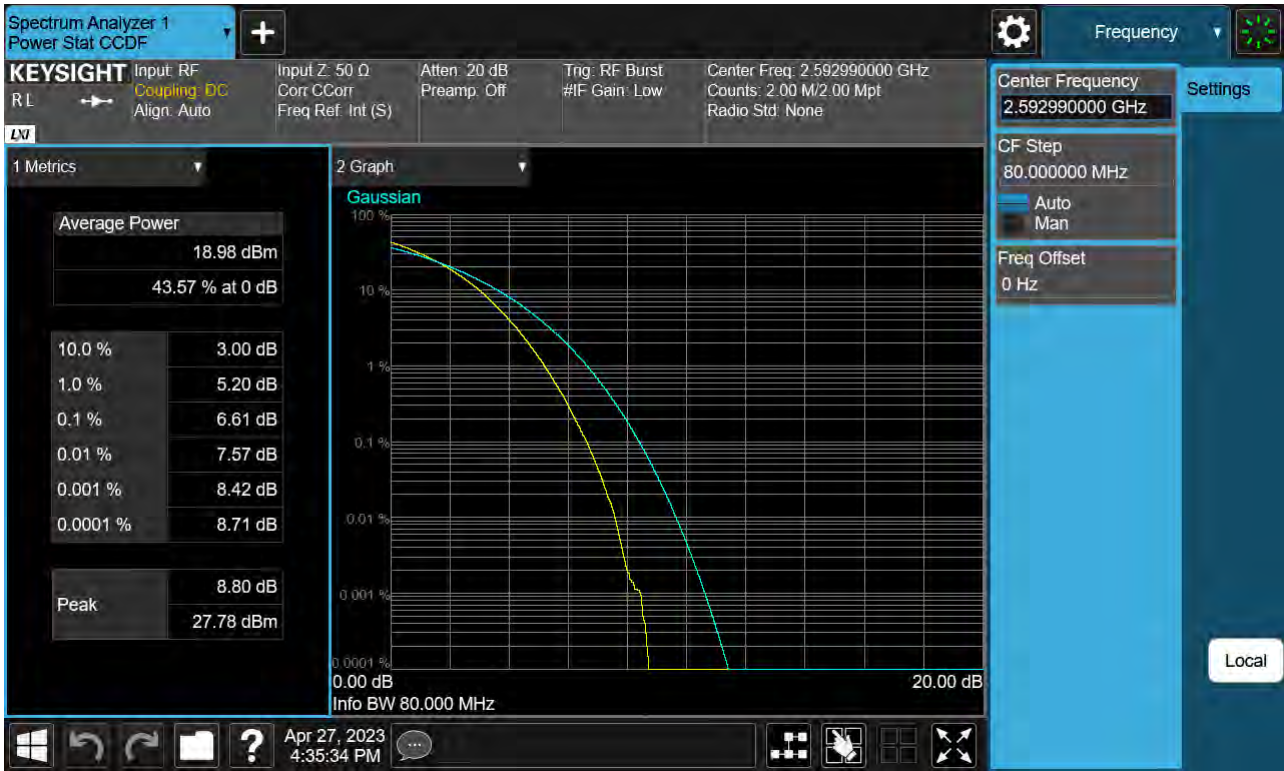 Spectrum Analyzer 1
Power Stat CCDF
Frequency
KEYSIGHT
RL
LXI
Input: RF
Coupling: DC
Align: Auto
Input Z: 50 Ω
Corr CCorr
Freq Ref: Int (S)
Atten: 20 dB
Preamp: Off
Trig: RF Burst
#IF Gain: Low
Center Freq: 2.592990000 GHz
Counts: 2.00 M/2.00 Mpt
Radio Std: None
Center Frequency
2.592990000 GHz
Settings
CF Step
80.000000 MHz
Auto
Man
Freq Offset
0 Hz
Local
1 Metrics
Average Power
18.98 dBm
43.57 % at 0 dB
10.0 % 3.00 dB
1.0 % 5.20 dB
0.1 % 6.61 dB
0.01 % 7.57 dB
0.001 % 8.42 dB
0.0001 % 8.71 dB
Peak
8.80 dB
27.78 dBm
2 Graph
Gaussian
100 %
10 %
1 %
0.1 %
0.01 %
0.001 %
0.0001 %
0.00 dB 20.00 dB
Info BW 80.000 MHz
Apr 27, 2023
4:35:34 PM